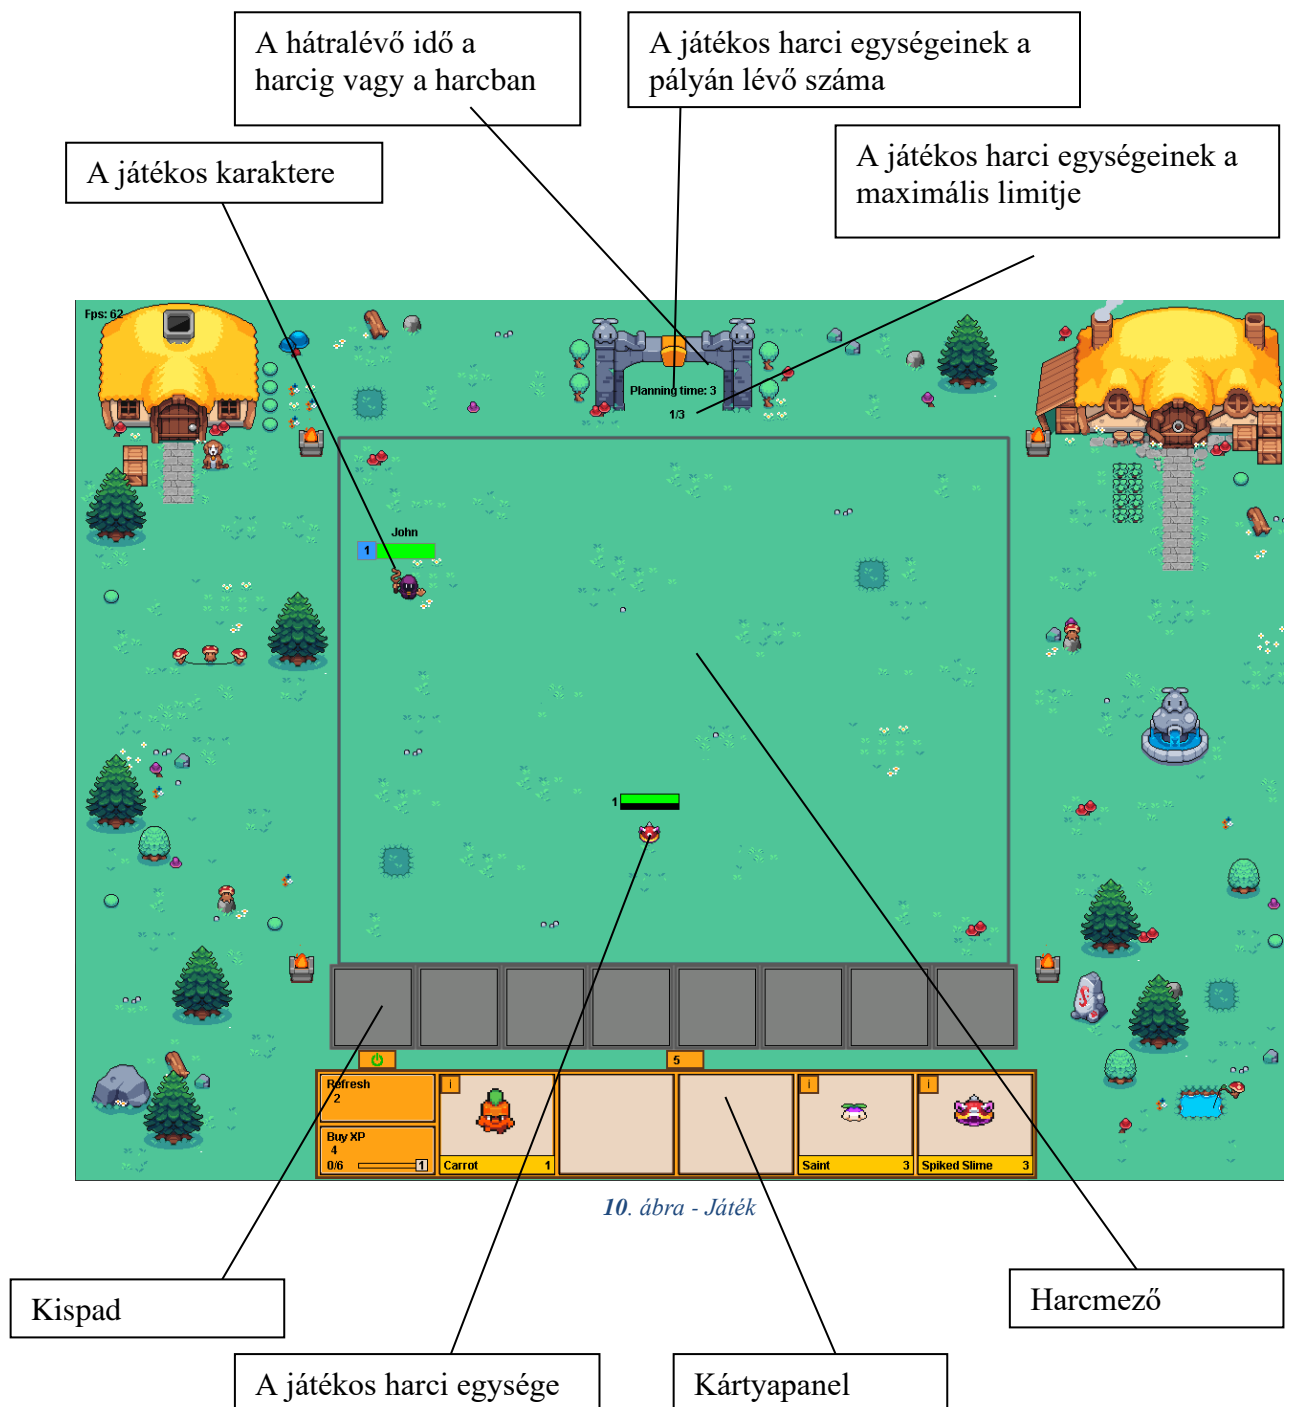 A hátralévő idő a
harcig vagy a harcban
A játékos harci egységeinek a
pályán lévő száma
A játékos karaktere
A játékos harci egységeinek a
maximális limitje
Fps: 62
Planning time: 3
1/3
John
1
1
5
Refresh
2
Buy XP
4
0/6
1
i
Carrot 1
i
Saint 3
i
Spiked Slime 3
10. ábra - Játék
Kispad
Harcmező
A játékos harci egysége
Kártyapanel